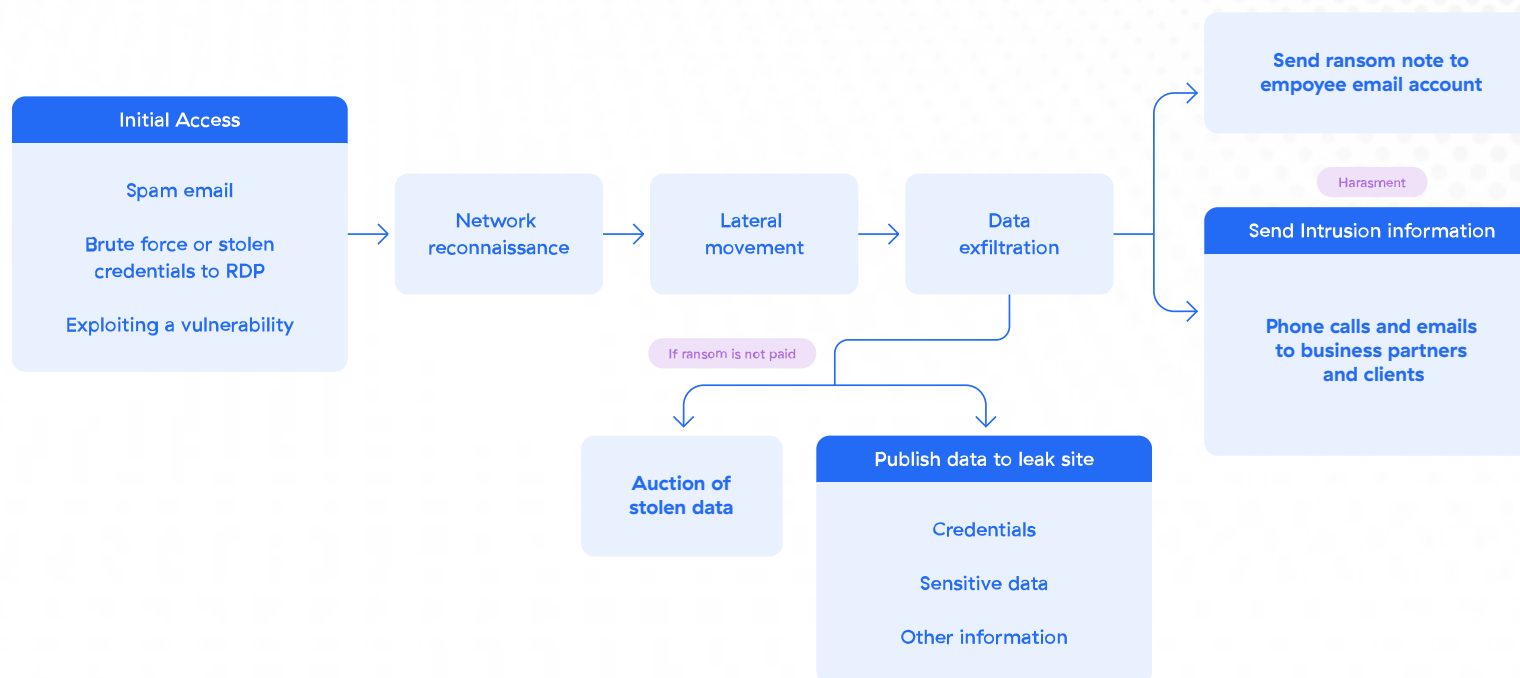 Initial Access
Spam email
Brute force or stolen
credentials to RDP
Exploiting a vulnerability
Network
reconnaissance
Lateral
movement
Data
exfiltration
Send ransom note to
empoyee email account
Harasment
Send Intrusion information
Phone calls and emails
to business partners
and clients
If ransom is not paid
Auction of
stolen data
Publish data to leak site
Credentials
Sensitive data
Other information